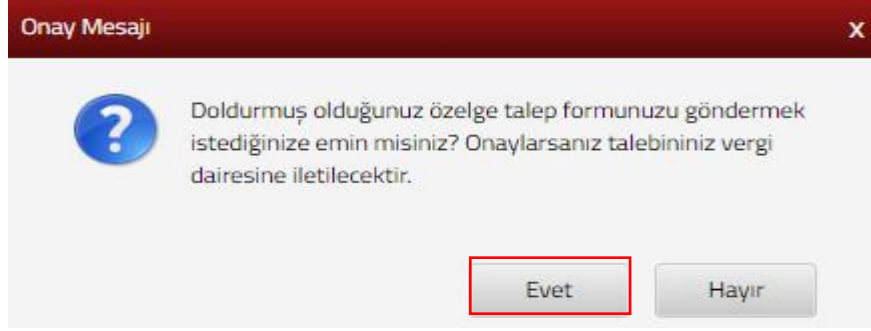 Onay Mesajı x
Doldurmuş olduğunuz özelge talep formunuzu göndermek
istediğinize emin misiniz? Onaylarsanız talebininiz vergi
dairesine iletilecektir.
Evet Hayır